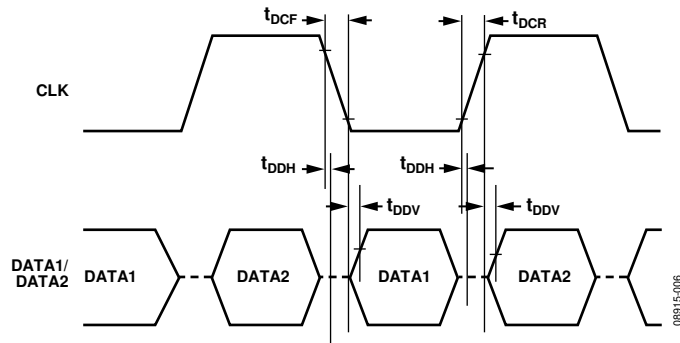 tDCF
tDCR
CLK
tDDH
tDDH
tDDV
tDDV
DATA1/
DATA2
DATA1
DATA2
DATA1
DATA2
08915-006